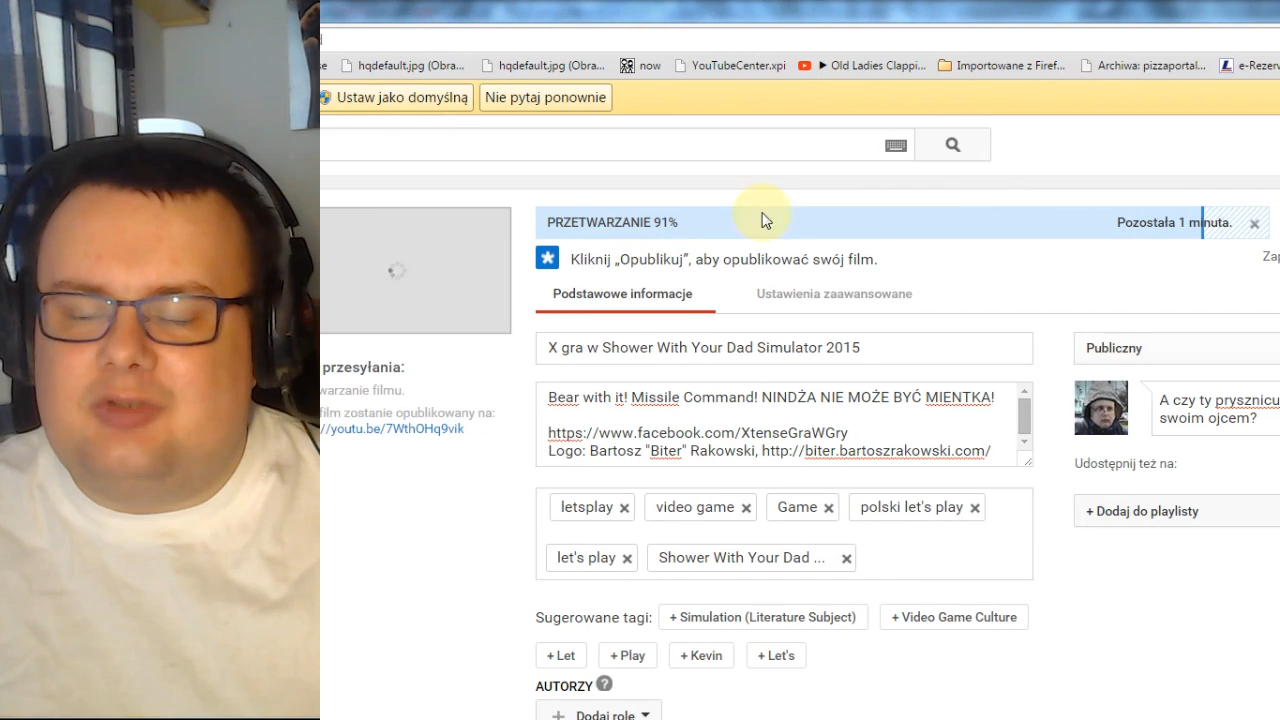 hqdefault.jpg (Obra...
hqdefault.jpg (Obra...
now
YouTubeCenter.xpi
▶ Old Ladies Clappi...
Importowane z Firef...
Archiwa: pizzaportal...
e-Rezer
Ustaw jako domyślną
Nie pytaj ponownie
PRZETWARZANIE 91%
Pozostała 1 minuta.
Kliknij „Opublikuj”, aby opublikować swój film.
Podstawowe informacje
Ustawienia zaawansowane
przesyłania:
warzanie filmu.
film zostanie opublikowany na:
//youtu.be/7WthOHq9vik
X gra w Shower With Your Dad Simulator 2015
Bear with it! Missile Command! NINDŻA NIE MOŻE BYĆ MIENTKA!
https://www.facebook.com/XtenseGraWGry
Logo: Bartosz "Biter" Rakowski, http://biter.bartoszrakowski.com/
Publiczny
A czy ty prysznicu
swoim ojcem?
Udostępnij też na:
+ Dodaj do playlisty
letsplay
video game
Game
polski let's play
let's play
Shower With Your Dad ...
Sugerowane tagi:
+ Simulation (Literature Subject)
+ Video Game Culture
+ Let
+ Play
+ Kevin
+ Let's
AUTORZY ?
+ Dodaj role